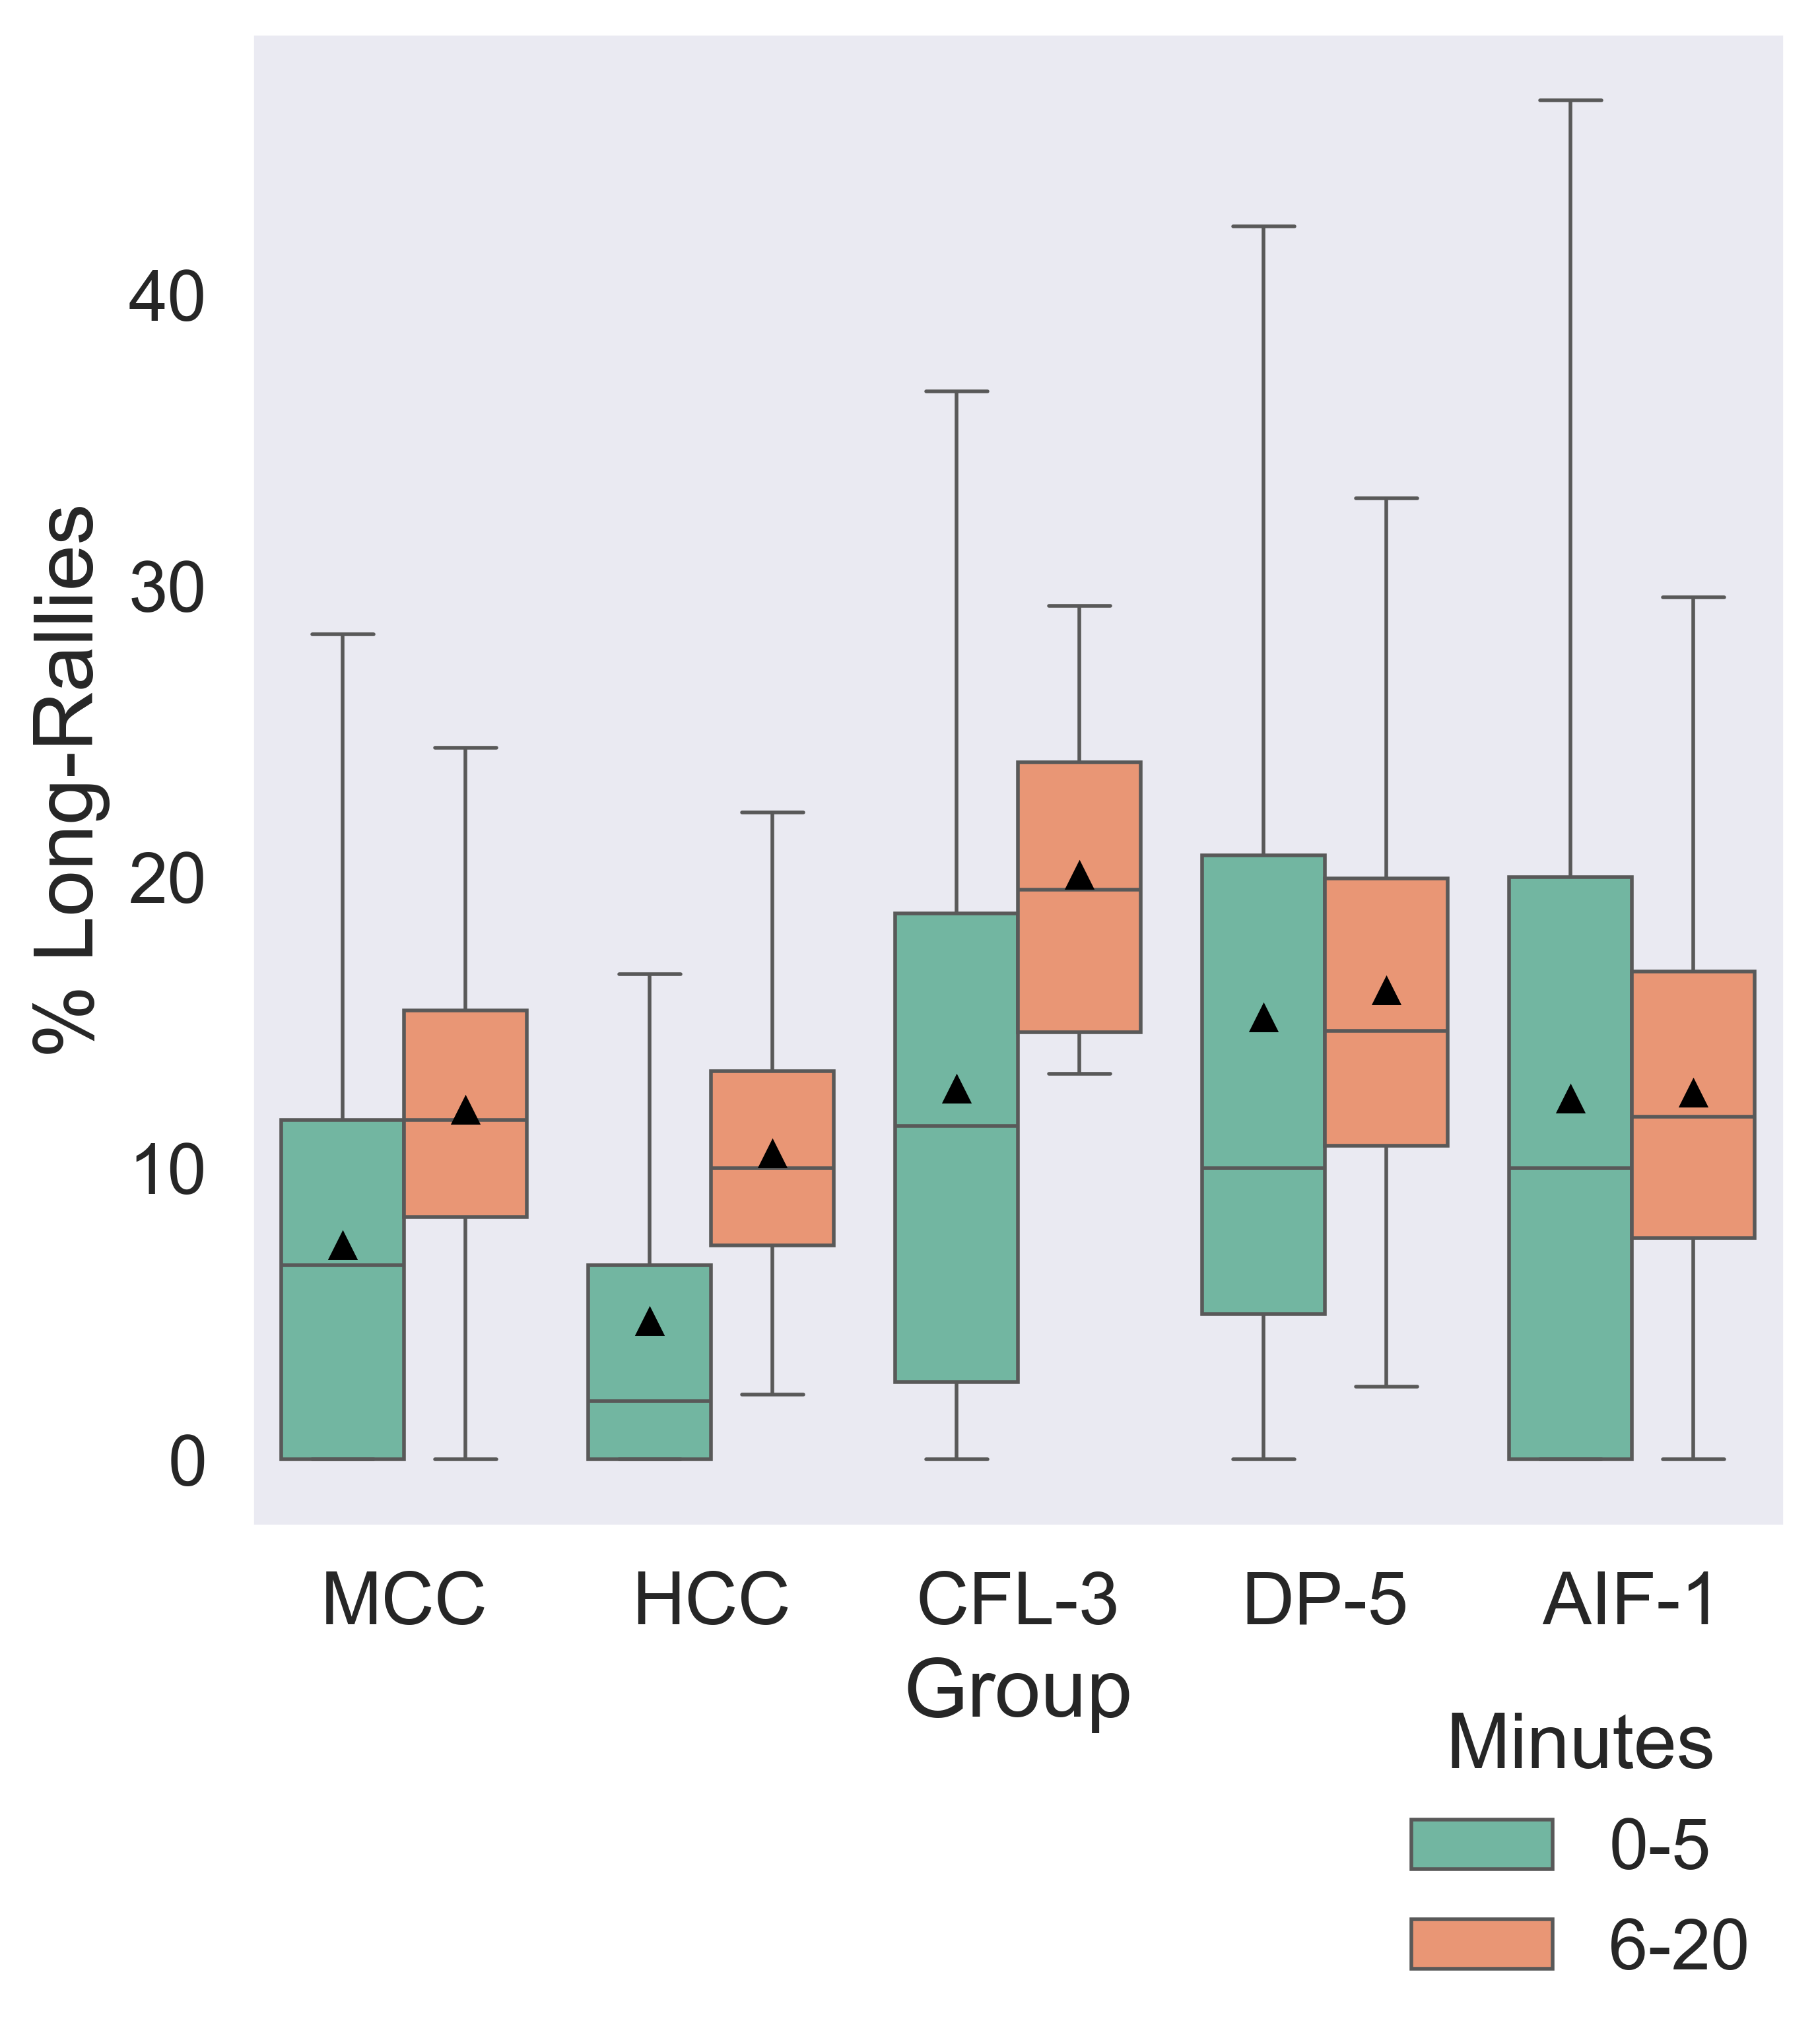 % Long-Rallies
40
30
20
10
0
MCC HCC CFL-3 DP-5 AIF-1
Group
Minutes
0-5
6-20